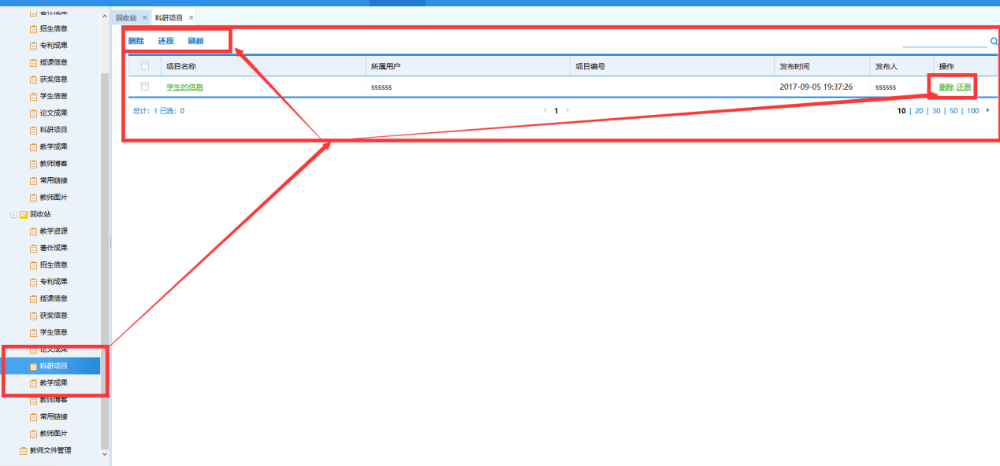 著作成果
招生信息
专利成果
授课信息
获奖信息
学生信息
论文成果
科研项目
教学成果
教师博客
常用链接
教师图片
回收站
教学资源
著作成果
招生信息
专利成果
授课信息
获奖信息
学生信息
论文成果
科研项目
教学成果
教师博客
常用链接
教师图片
教师文件管理
回收站 × 科研项目 ×
删除 还原 刷新
项目名称 所属用户 项目编号 发布时间 发布人 操作
学生的信息 ssssss 2017-09-05 19:37:26 ssssss 删除 还原
总计：1 已选：0 1 10 | 20 | 30 | 50 | 100